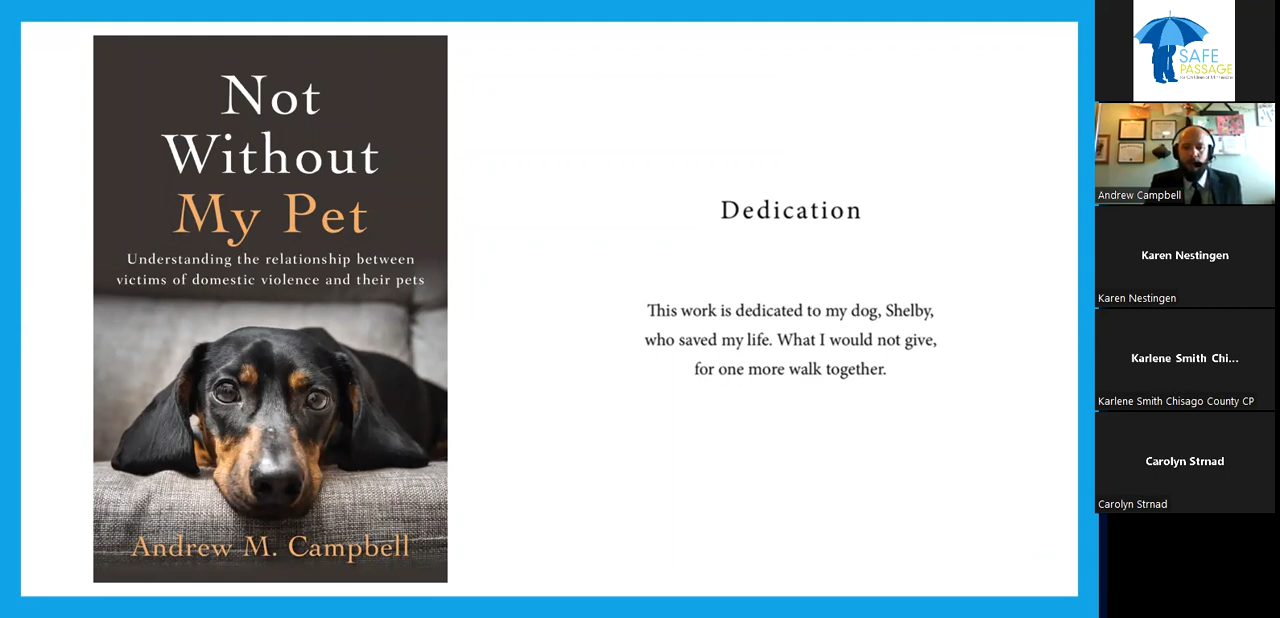 Not
Without
My Pet
Understanding the relationship between
victims of domestic violence and their pets
Andrew M. Campbell
Dedication
This work is dedicated to my dog, Shelby,
who saved my life. What I would not give,
for one more walk together.
SAFE
PASSAGE
for Children of Minnesota
Andrew Campbell
Karen Nestingen
Karen Nestingen
Karlene Smith Chi...
Karlene Smith Chisago County CP
Carolyn Strnad
Carolyn Strnad